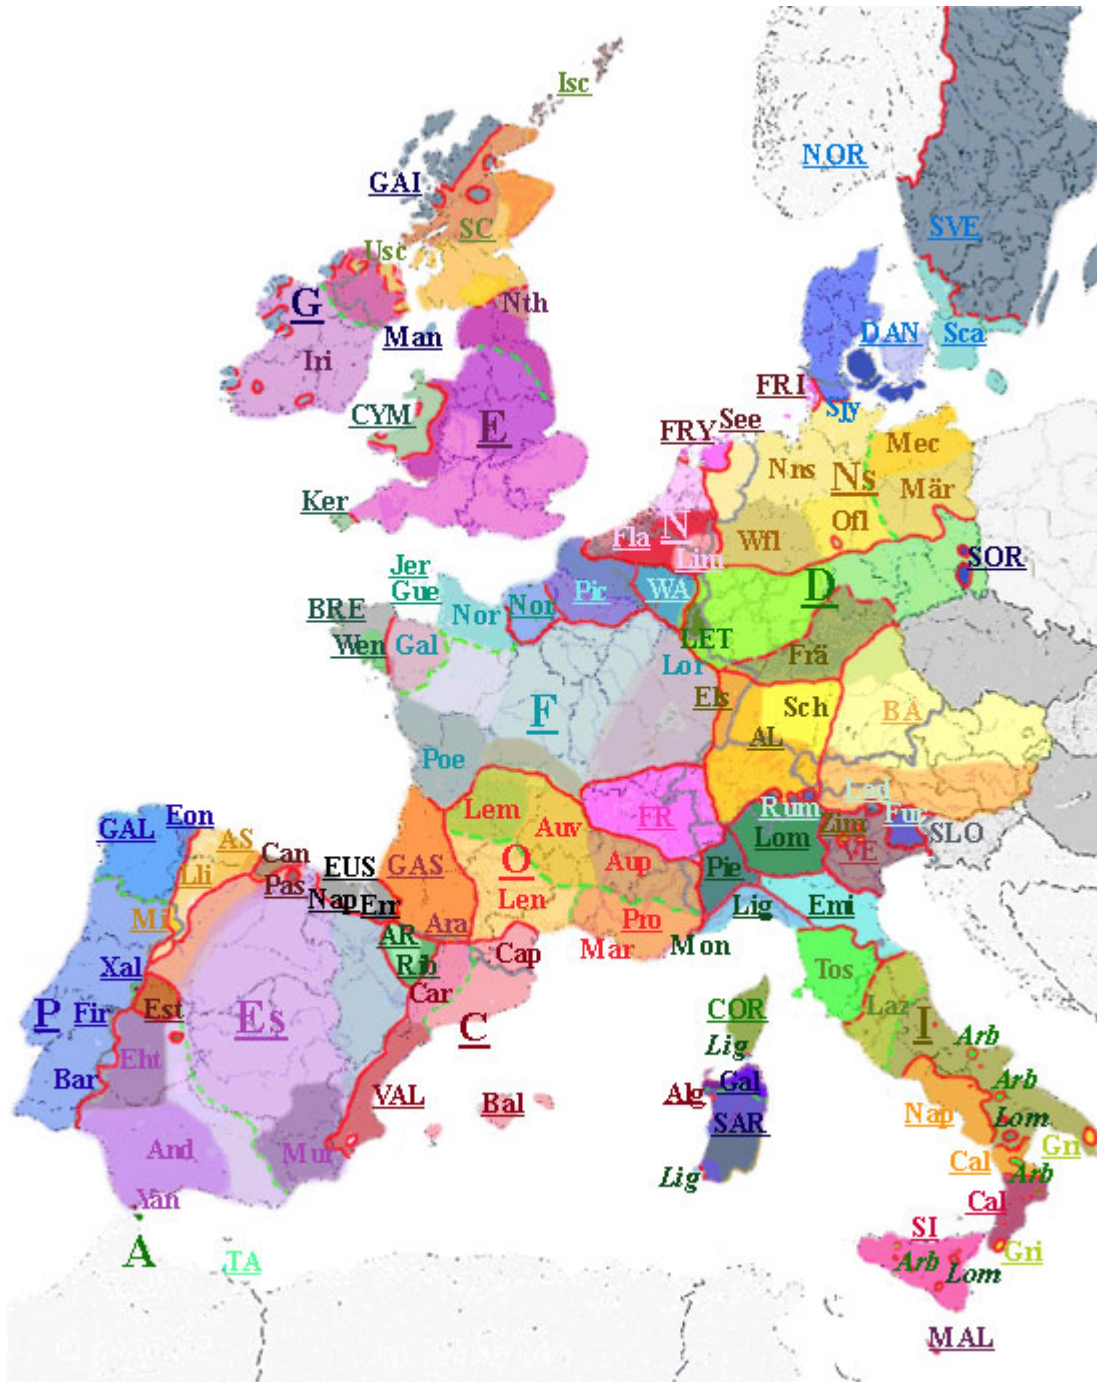 Isc
NOR
GAI
SC
SVE
Usc
G
Nth
Man
DAN
Sca
Iri
FRI
Sjy
CYM
E
FRY
See
Mec
Nns
Ns
Mär
Ker
Ofl
N
Fla
Wfl
Lim
SOR
Jer
Gue
Pic
WA
D
BRE
Nor
Nor
Wen
Gal
LET
Frä
Lor
Els
Sch
F
BA
AL
Poe
Lad
Rum
Fur
Lem
GAL
Eon
AS
Auv
FR
Zim
SLO
Can
Lom
VE
Lli
EUS
GAS
O
Aup
Pie
Pas
Nap
Err
Len
Lig
Emi
Mi
Ara
Pro
AR
Mar
Mon
Xal
Rib
Cap
Tos
Est
Car
Laz
P
Fir
Es
C
COR
I
Lig
Arb
Eht
Bar
Gal
Arb
VAL
Bal
Alg
Nap
Lom
SAR
Gri
And
Mur
Cal
Lig
Arb
Yan
Cal
SI
A
TA
Arb
Lom
Gri
MAL